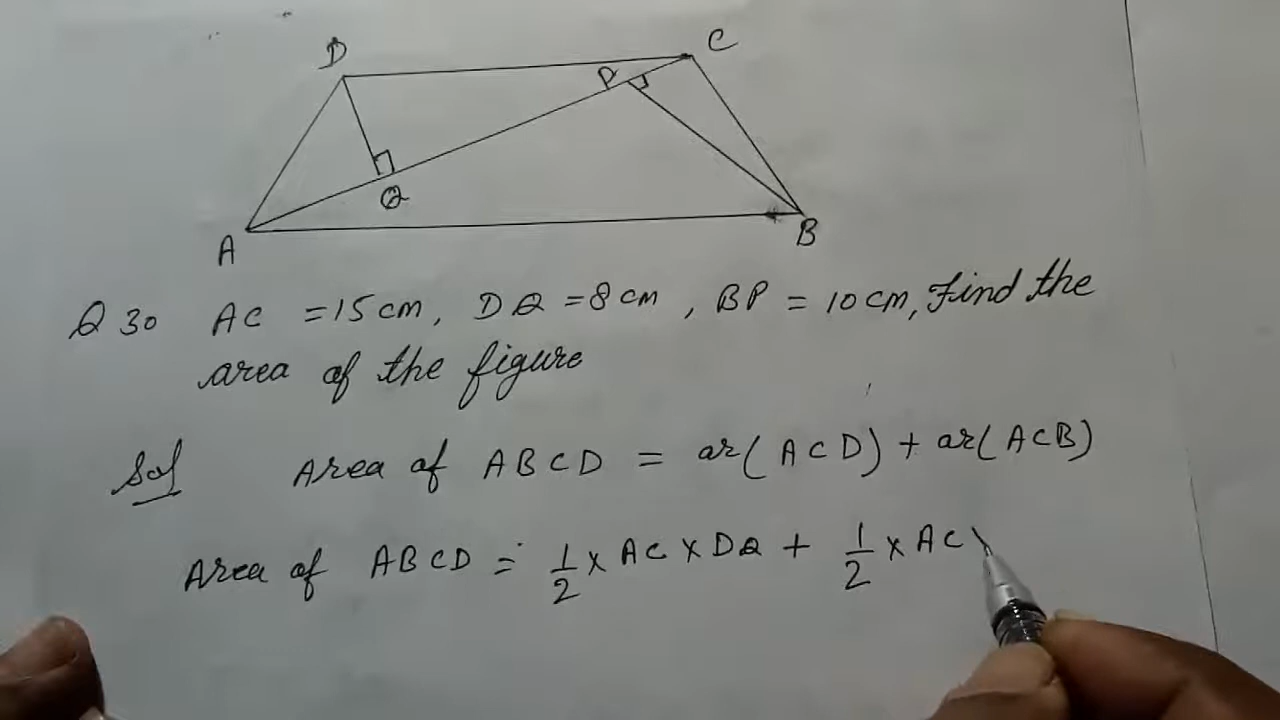 D
C
P
Q
A
B
Q 30 AC = 15 cm, DQ = 8 cm, BP = 10 cm, Find the
area of the figure
Sol Area of ABCD = ar(ACD) + ar(ACB)
Area of ABCD = 1/2 × AC × DQ + 1/2 × AC